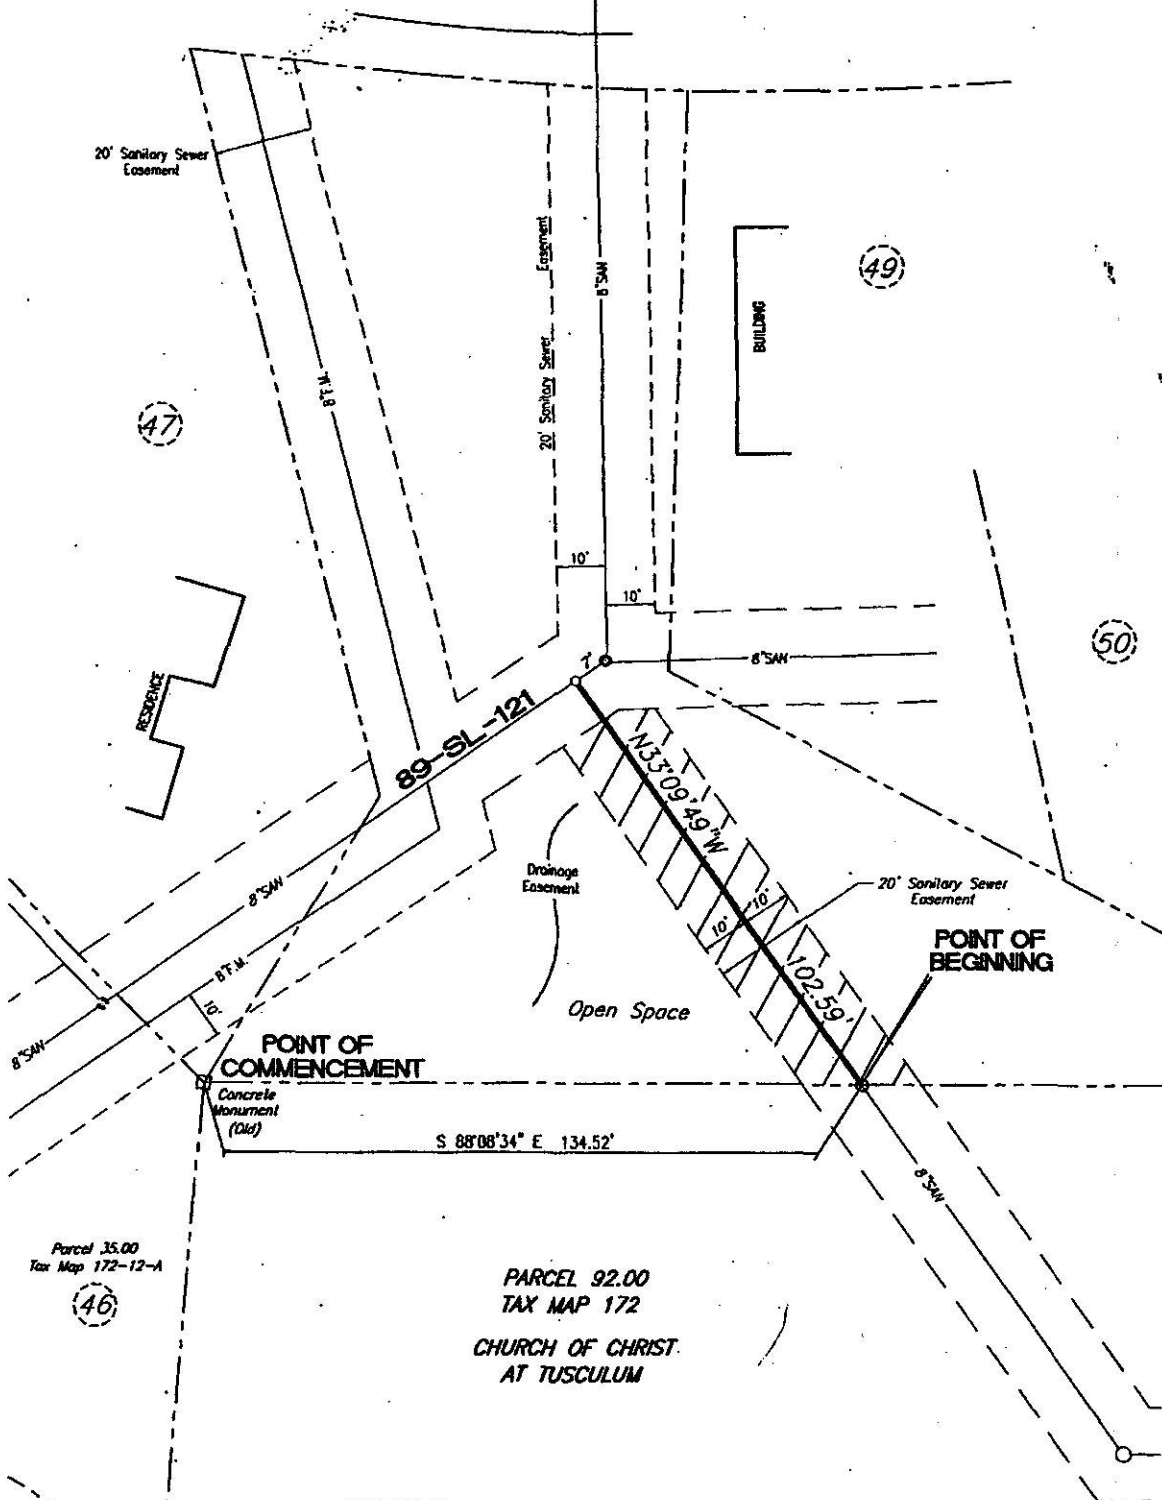 20' Sanitary Sewer
Easement
Easement
20' Sanitary Sewer
8"SAN
8"F.M.
BUILDING
49
47
50
10'
10'
7'
8"SAN
RESIDENCE
89-SL-121
N33°09'49"W
Drainage
Easement
10'
10'
20' Sanitary Sewer
Easement
8"SAN
8"F.M.
10'
POINT OF
BEGINNING
102.59'
Open Space
8"SAN
POINT OF
COMMENCEMENT
Concrete
Monument
(Old)
S 88°08'34" E 134.52'
8"SAN
Parcel 35.00
Tax Map 172-12-A
46
PARCEL 92.00
TAX MAP 172
CHURCH OF CHRIST
AT TUSCULUM